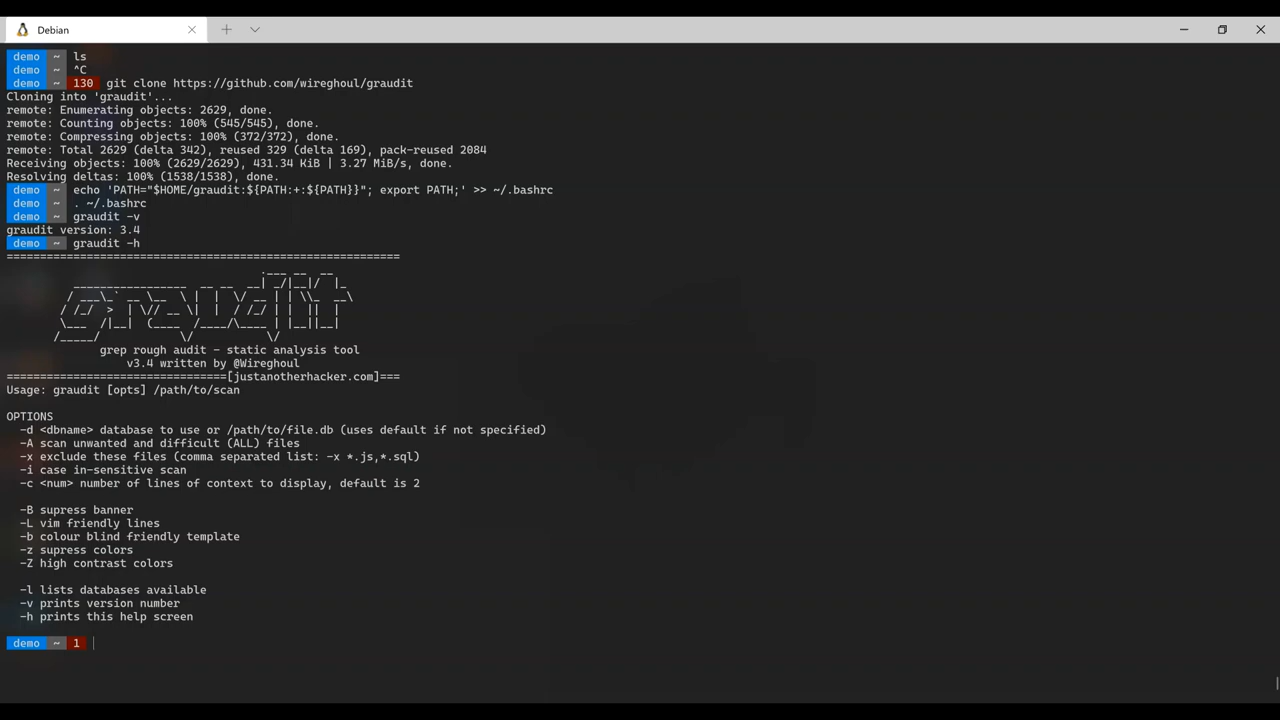 Debian
demo ~ ls
demo ~ ^C
demo ~ 130 git clone https://github.com/wireghoul/graudit
Cloning into 'graudit'...
remote: Enumerating objects: 2629, done.
remote: Counting objects: 100% (545/545), done.
remote: Compressing objects: 100% (372/372), done.
remote: Total 2629 (delta 342), reused 329 (delta 169), pack-reused 2084
Receiving objects: 100% (2629/2629), 431.34 KiB | 3.27 MiB/s, done.
Resolving deltas: 100% (1538/1538), done.
demo ~ echo 'PATH="$HOME/graudit:${PATH:+:${PATH}}"; export PATH;' >> ~/.bashrc
demo ~ . ~/.bashrc
demo ~ graudit -v
graudit version: 3.4
demo ~ graudit -h
===========================================================
graudit
grep rough audit - static analysis tool
v3.4 written by @Wireghoul
=================================[justanotherhacker.com]===
Usage: graudit [opts] /path/to/scan
OPTIONS
-d <dbname> database to use or /path/to/file.db (uses default if not specified)
-A scan unwanted and difficult (ALL) files
-x exclude these files (comma separated list: -x *.js,*.sql)
-i case in-sensitive scan
-c <num> number of lines of context to display, default is 2
-B supress banner
-L vim friendly lines
-b colour blind friendly template
-z supress colors
-Z high contrast colors
-l lists databases available
-v prints version number
-h prints this help screen
demo ~ 1